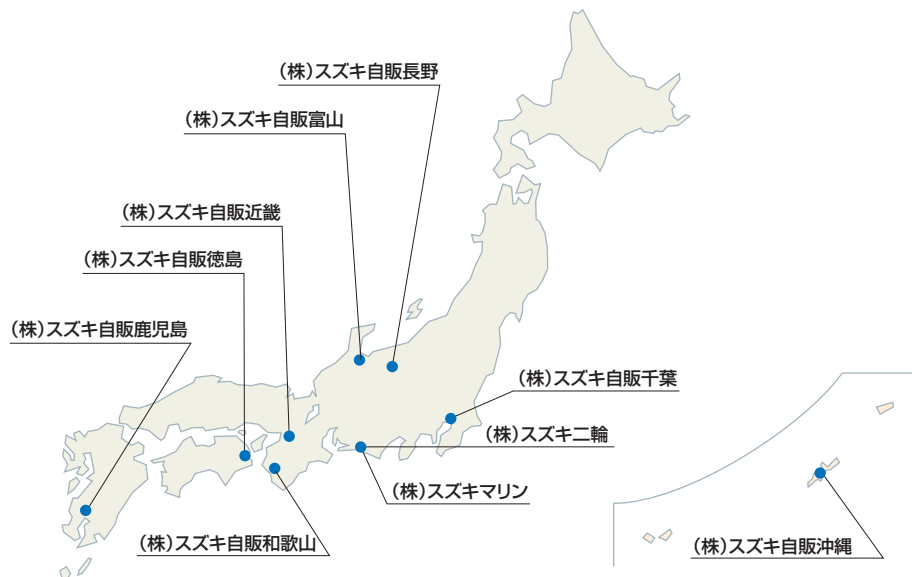 (株)スズキ自販長野
(株)スズキ自販富山
(株)スズキ自販近畿
(株)スズキ自販徳島
(株)スズキ自販鹿児島
(株)スズキ自販千葉
(株)スズキ二輪
(株)スズキマリン
(株)スズキ自販和歌山
(株)スズキ自販沖縄